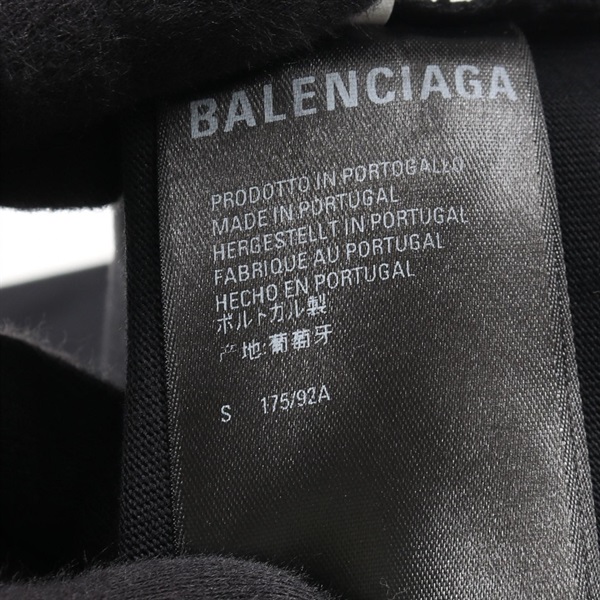 BALENCIAGA
PRODOTTO IN PORTOGALLO
MADE IN PORTUGAL
HERGESTELLT IN PORTUGAL
FABRIQUE AU PORTUGAL
HECHO EN PORTUGAL
ポルトガル製
产地:葡萄牙
S 175/92A